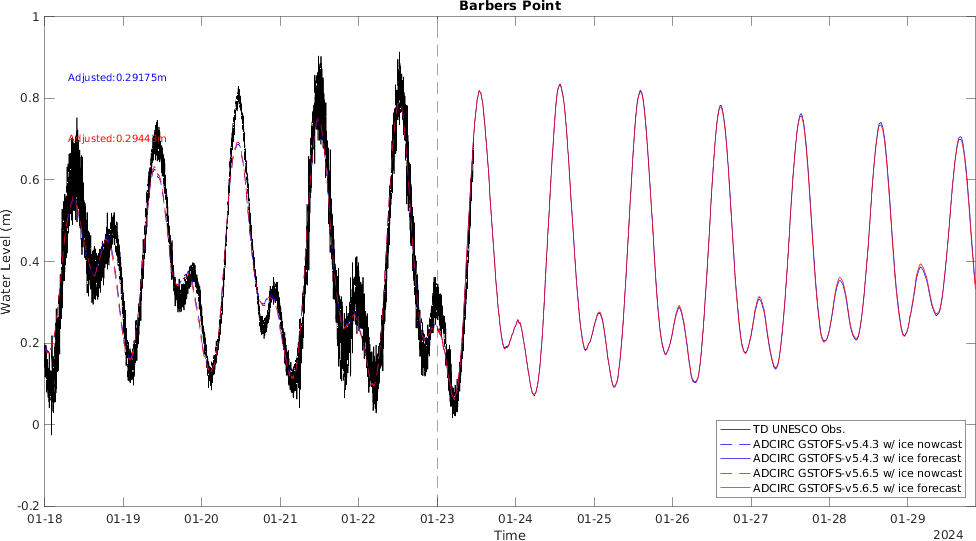 Barbers Point
1
0.8
0.6
0.4
0.2
0
-0.2
Water Level (m)
Adjusted:0.29175m
TD UNESCO Obs.
ADCIRC GSTOFS-v5.4.3 w/ ice nowcast
ADCIRC GSTOFS-v5.4.3 w/ ice forecast
ADCIRC GSTOFS-v5.6.5 w/ ice nowcast
ADCIRC GSTOFS-v5.6.5 w/ ice forecast
01-18 01-19 01-20 01-21 01-22 01-23 01-24 01-25 01-26 01-27 01-28 01-29
Time
2024